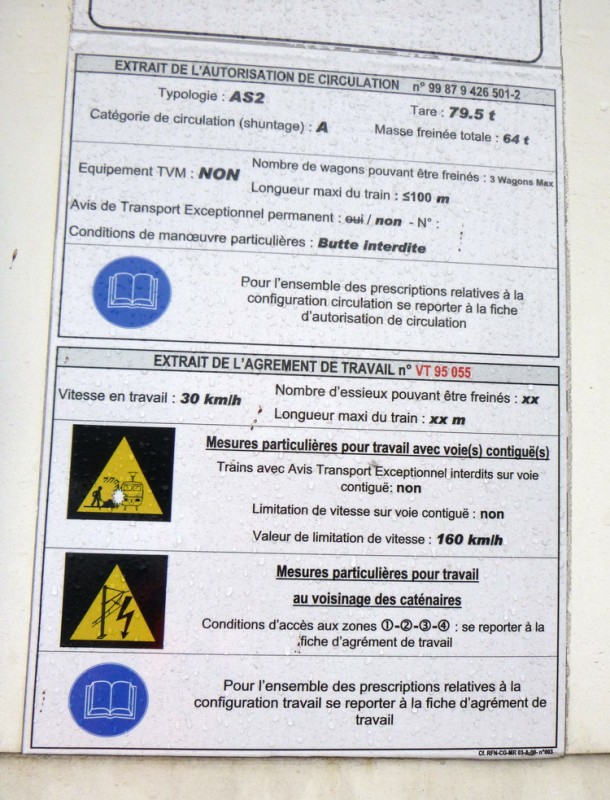 EXTRAIT DE L'AUTORISATION DE CIRCULATION n° 99 87 9 426 501-2
Typologie : AS2 Tare : 79.5 t
Catégorie de circulation (shuntage) : A Masse freinée totale : 64 t
Equipement TVM : NON Nombre de wagons pouvant être freinés : 3 Wagons Max
Longueur maxi du train : ≤100 m
Avis de Transport Exceptionnel permanent : oui / non - N° :
Conditions de manœuvre particulières : Butte interdite
Pour l'ensemble des prescriptions relatives à la
configuration circulation se reporter à la fiche
d'autorisation de circulation
EXTRAIT DE L'AGREMENT DE TRAVAIL n° VT 95 055
Vitesse en travail : 30 km/h Nombre d'essieux pouvant être freinés : xx
Longueur maxi du train : xx m
Mesures particulières pour travail avec voie(s) contiguë(s)
Trains avec Avis Transport Exceptionnel interdits sur voie
contiguë: non
Limitation de vitesse sur voie contiguë : non
Valeur de limitation de vitesse : 160 km/h
Mesures particulières pour travail
au voisinage des caténaires
Conditions d'accès aux zones ①-②-③-④ : se reporter à la
fiche d'agrément de travail
Pour l'ensemble des prescriptions relatives à la
configuration travail se reporter à la fiche d'agrément de
travail
Cf. RFN-CG-MR 03-A-00- n°003